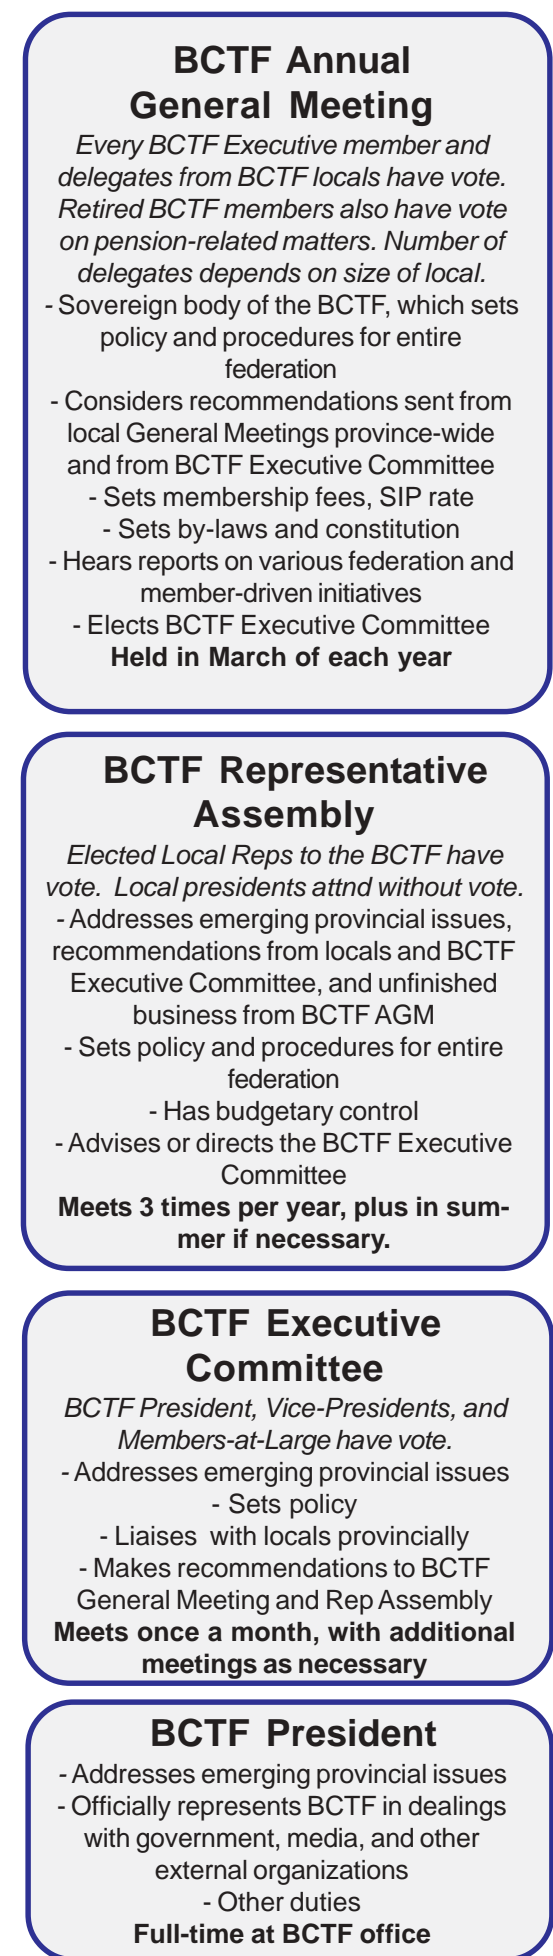 BCTF Annual
General Meeting
Every BCTF Executive member and
delegates from BCTF locals have vote.
Retired BCTF members also have vote
on pension-related matters. Number of
delegates depends on size of local.
- Sovereign body of the BCTF, which sets
policy and procedures for entire
federation
- Considers recommendations sent from
local General Meetings province-wide
and from BCTF Executive Committee
- Sets membership fees, SIP rate
- Sets by-laws and constitution
- Hears reports on various federation and
member-driven initiatives
- Elects BCTF Executive Committee
Held in March of each year
BCTF Representative
Assembly
Elected Local Reps to the BCTF have
vote. Local presidents attnd without vote.
- Addresses emerging provincial issues,
recommendations from locals and BCTF
Executive Committee, and unfinished
business from BCTF AGM
- Sets policy and procedures for entire
federation
- Has budgetary control
- Advises or directs the BCTF Executive
Committee
Meets 3 times per year, plus in sum-
mer if necessary.
BCTF Executive
Committee
BCTF President, Vice-Presidents, and
Members-at-Large have vote.
- Addresses emerging provincial issues
- Sets policy
- Liaises with locals provincially
- Makes recommendations to BCTF
General Meeting and Rep Assembly
Meets once a month, with additional
meetings as necessary
BCTF President
- Addresses emerging provincial issues
- Officially represents BCTF in dealings
with government, media, and other
external organizations
- Other duties
Full-time at BCTF office